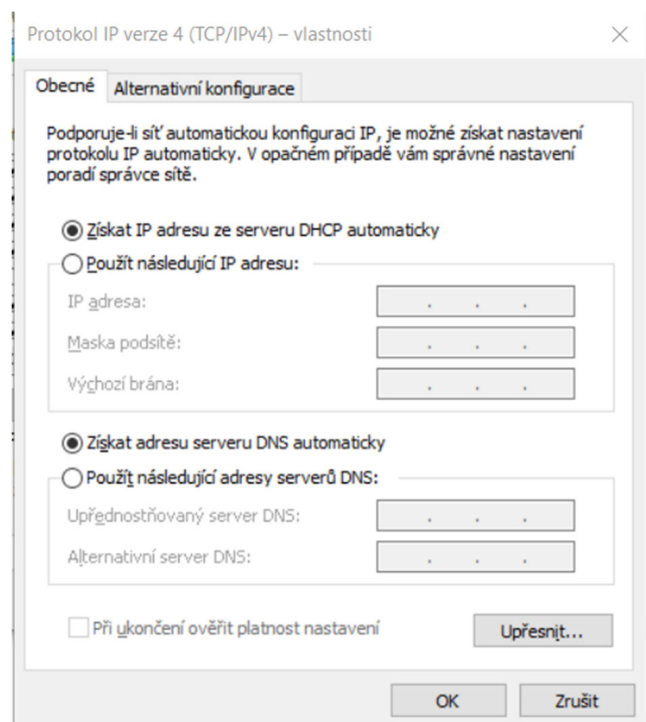 Protokol IP verze 4 (TCP/IPv4) – vlastnosti
Obecné
Alternativní konfigurace
Podporuje-li síť automatickou konfiguraci IP, je možné získat nastavení
protokolu IP automaticky. V opačném případě vám správné nastavení
poradí správce sítě.
Získat IP adresu ze serveru DHCP automaticky
Použít následující IP adresu:
IP adresa:
Maska podsítě:
Výchozí brána:
Získat adresu serveru DNS automaticky
Použít následující adresy serverů DNS:
Upřednostňovaný server DNS:
Alternativní server DNS:
Při ukončení ověřit platnost nastavení
Upřesnit...
OK
Zrušit